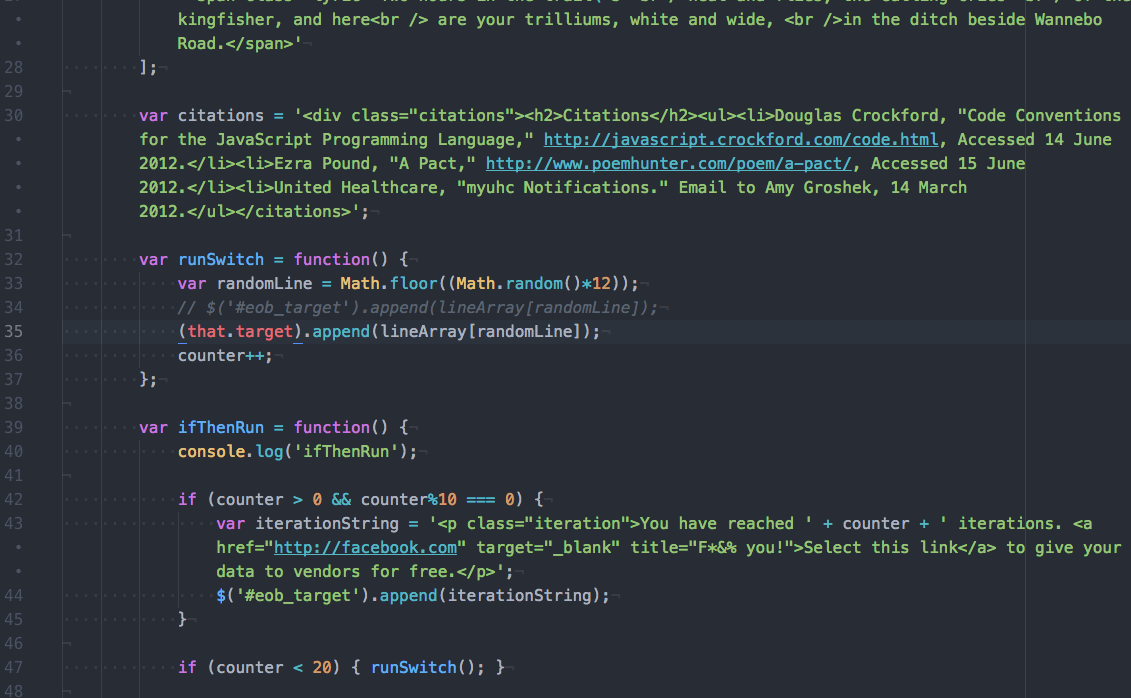 kingfisher, and here<br /> are your trilliums, white and wide, <br />in the ditch beside Wannebo
Road.</span>'
28 ];
29
30 var citations = '<div class="citations"><h2>Citations</h2><ul><li>Douglas Crockford, "Code Conventions
for the JavaScript Programming Language," http://javascript.crockford.com/code.html, Accessed 14 June
2012.</li><li>Ezra Pound, "A Pact," http://www.poemhunter.com/poem/a-pact/, Accessed 15 June
2012.</li><li>United Healthcare, "myuhc Notifications." Email to Amy Groshek, 14 March
2012.</ul></citations>';
31
32 var runSwitch = function() {
33 var randomLine = Math.floor((Math.random()*12));
34 // $('#eob_target').append(lineArray[randomLine]);
35 (that.target).append(lineArray[randomLine]);
36 counter++;
37 };
38
39 var ifThenRun = function() {
40 console.log('ifThenRun');
41
42 if (counter > 0 && counter%10 === 0) {
43 var iterationString = '<p class="iteration">You have reached ' + counter + ' iterations. <a
href="http://facebook.com" target="_blank" title="F*&% you!">Select this link</a> to give your
data to vendors for free.</p>';
44 $('#eob_target').append(iterationString);
45 }
46
47 if (counter < 20) { runSwitch(); }
48